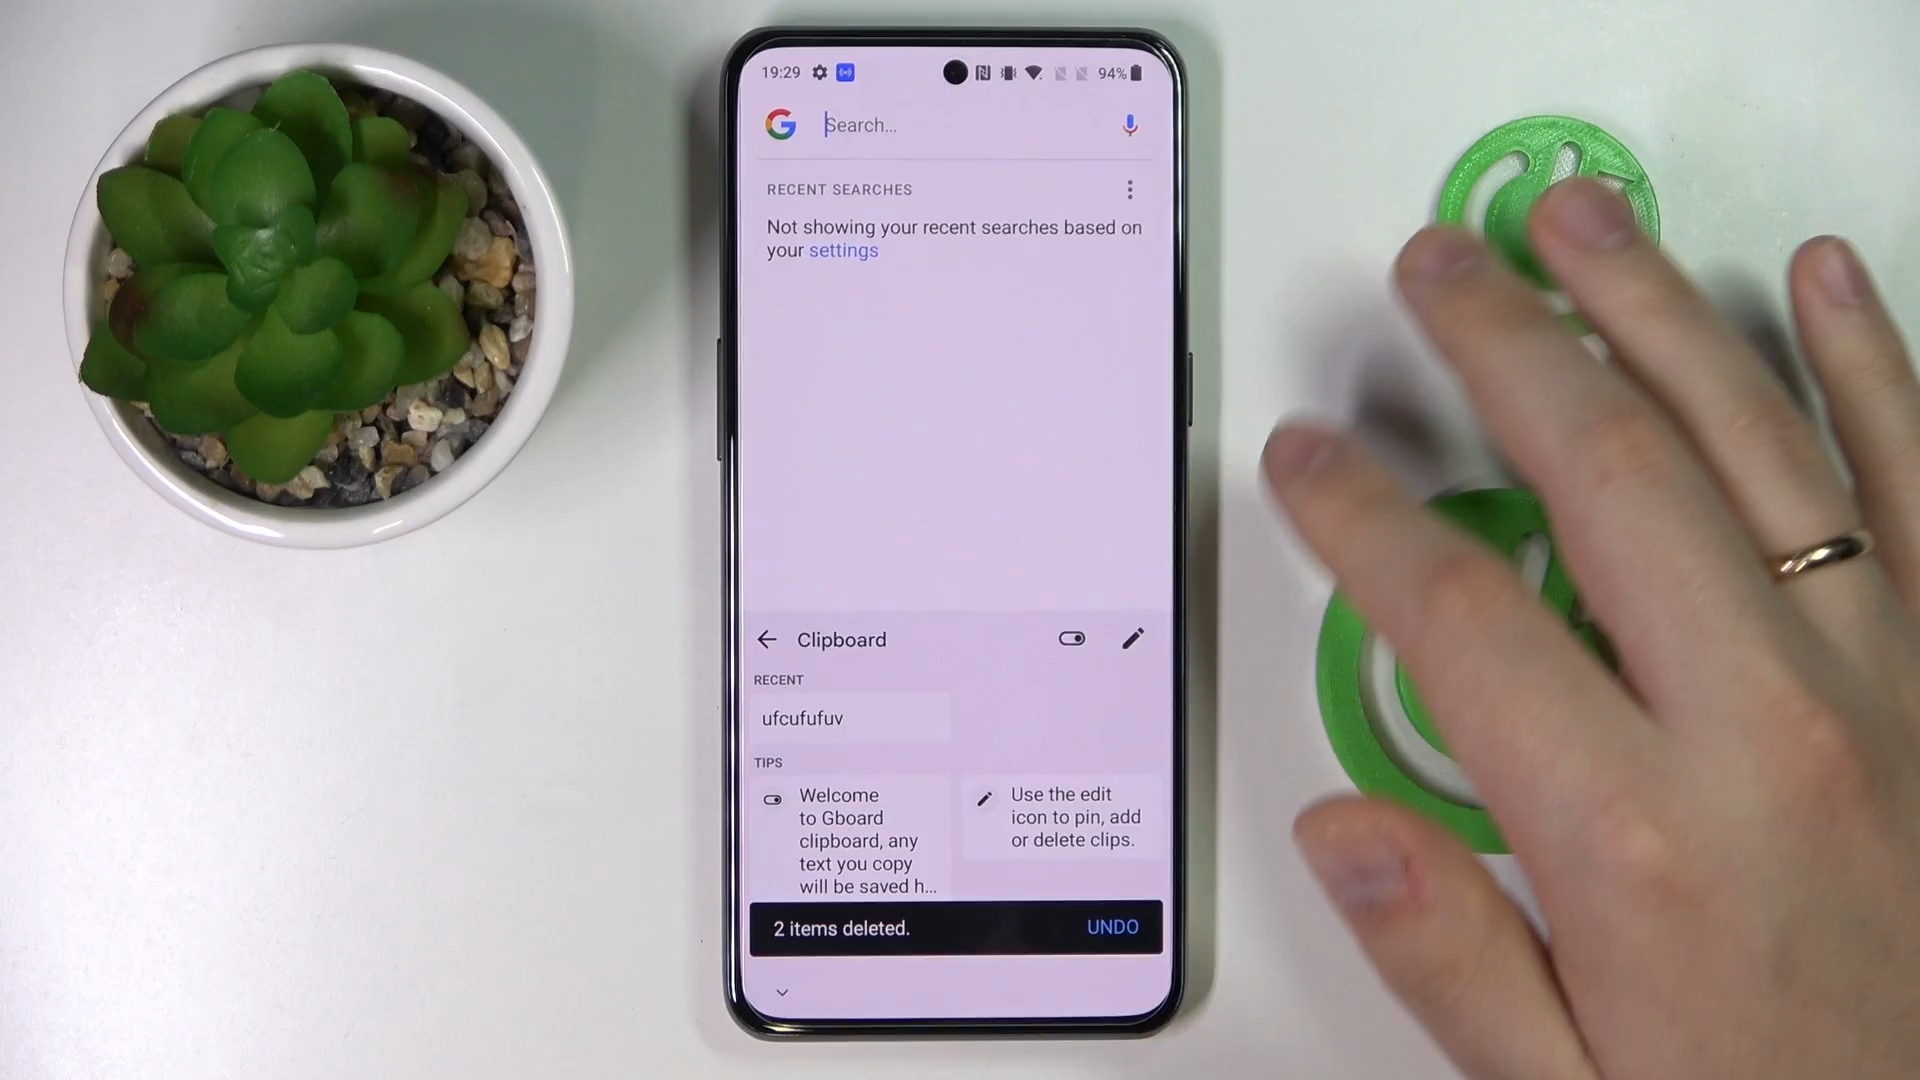 19:29 94%
Search...
RECENT SEARCHES
Not showing your recent searches based on
your settings
Clipboard
RECENT
ufcufufuv
TIPS
Welcome
to Gboard
clipboard, any
text you copy
will be saved h...
Use the edit
icon to pin, add
or delete clips.
2 items deleted. UNDO